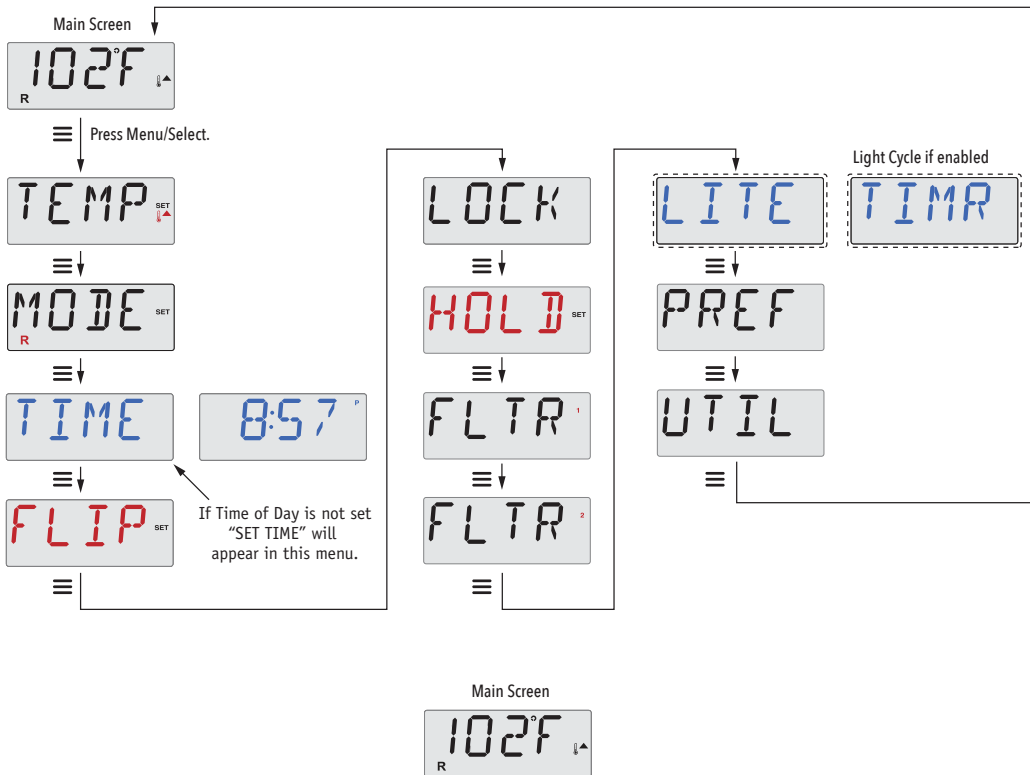 Main Screen
102°F
R
Press Menu/Select.
TEMP SET
MODE SET
R
TIME
8:57 P
If Time of Day is not set
“SET TIME” will
appear in this menu.
FLIP SET
LOCK
HOLD SET
FLTR 1
FLTR 2
Light Cycle if enabled
LITE TIMR
PREF
UTIL
Main Screen
102°F
R